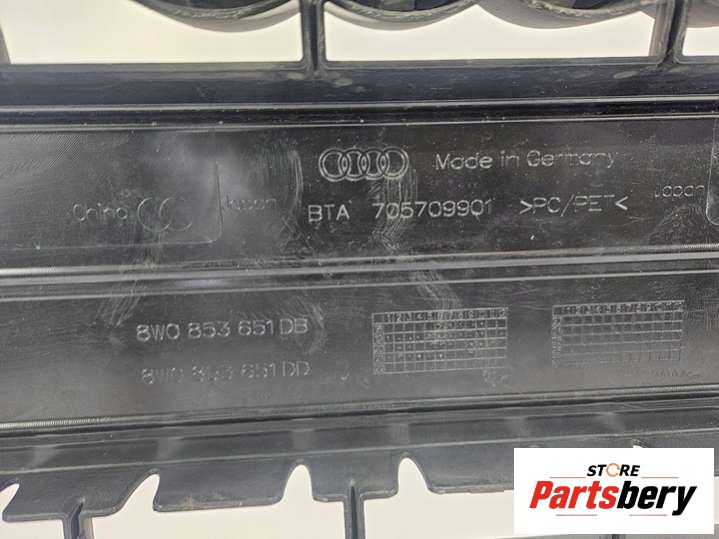 Made in Germany
China Japan BTA 705709901 >PC/PET< Japan
8W0 853 651 DB
8W0 853 651 DD
STORE
Partsbery